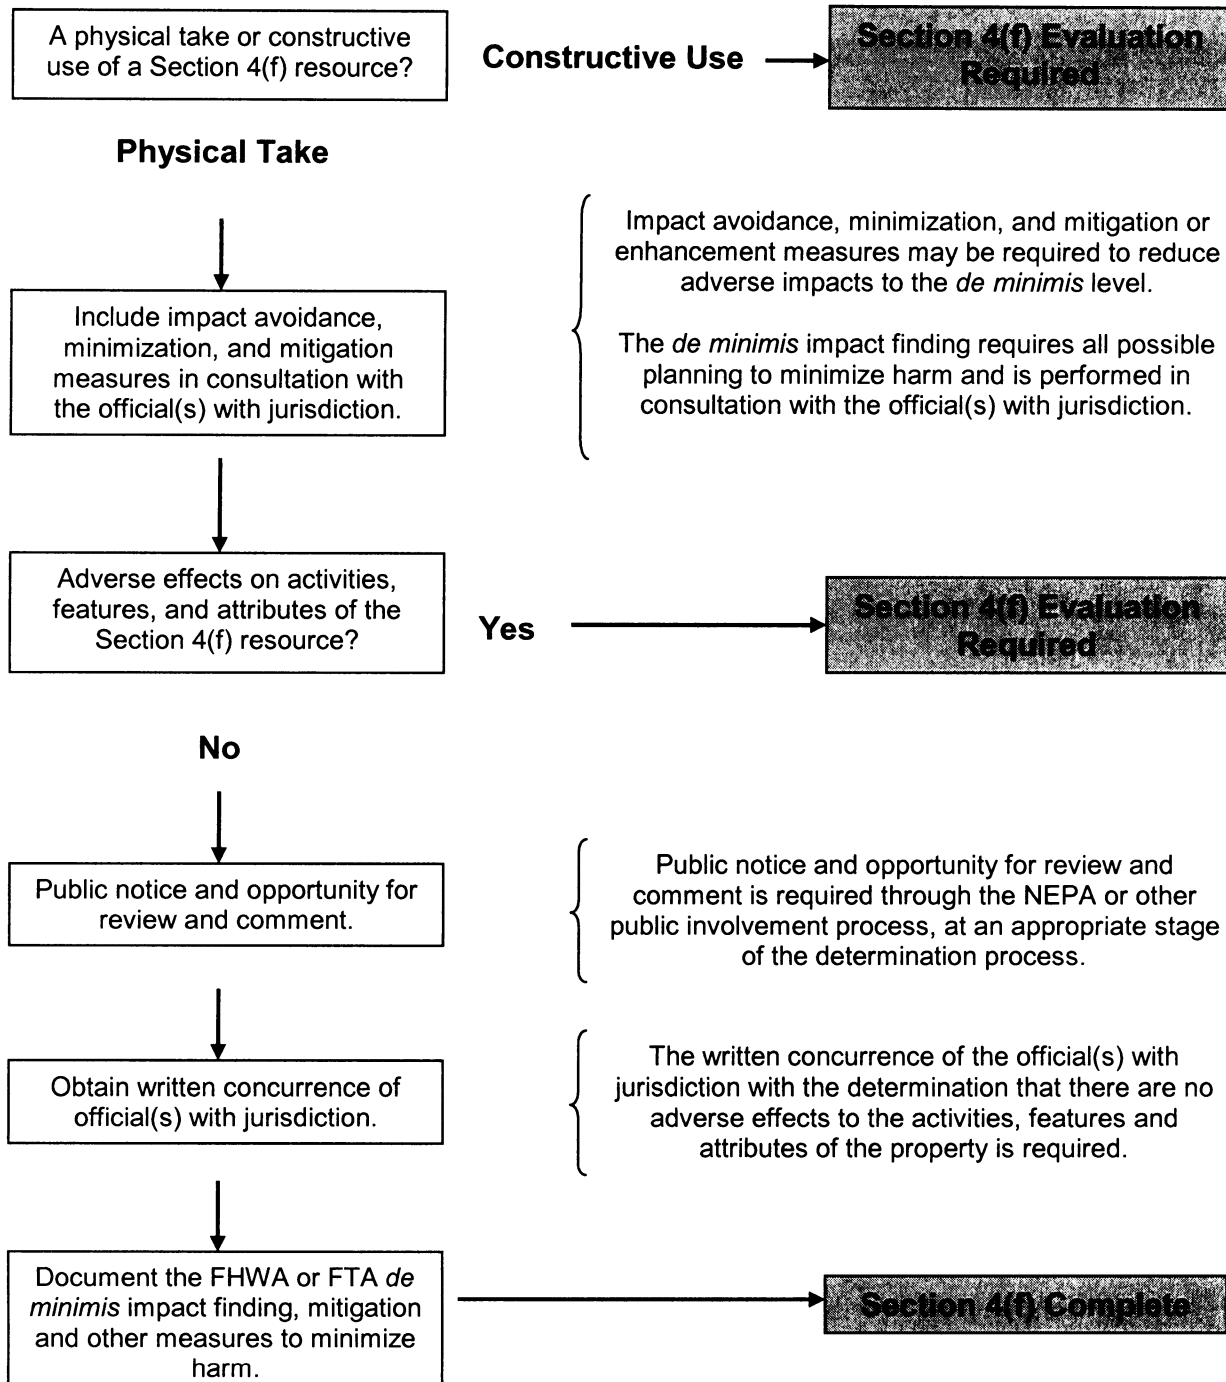 A physical take or constructive
use of a Section 4(f) resource?
Constructive Use
Section 4(f) Evaluation
Required
Physical Take
Impact avoidance, minimization, and mitigation or
enhancement measures may be required to reduce
adverse impacts to the de minimis level.
The de minimis impact finding requires all possible
planning to minimize harm and is performed in
consultation with the official(s) with jurisdiction.
Include impact avoidance,
minimization, and mitigation
measures in consultation with
the official(s) with jurisdiction.
Adverse effects on activities,
features, and attributes of the
Section 4(f) resource?
Yes
Section 4(f) Evaluation
Required
No
Public notice and opportunity for
review and comment.
Public notice and opportunity for review and
comment is required through the NEPA or other
public involvement process, at an appropriate stage
of the determination process.
Obtain written concurrence of
official(s) with jurisdiction.
The written concurrence of the official(s) with
jurisdiction with the determination that there are no
adverse effects to the activities, features and
attributes of the property is required.
Document the FHWA or FTA de
minimis impact finding, mitigation
and other measures to minimize
harm.
Section 4(f) Complete